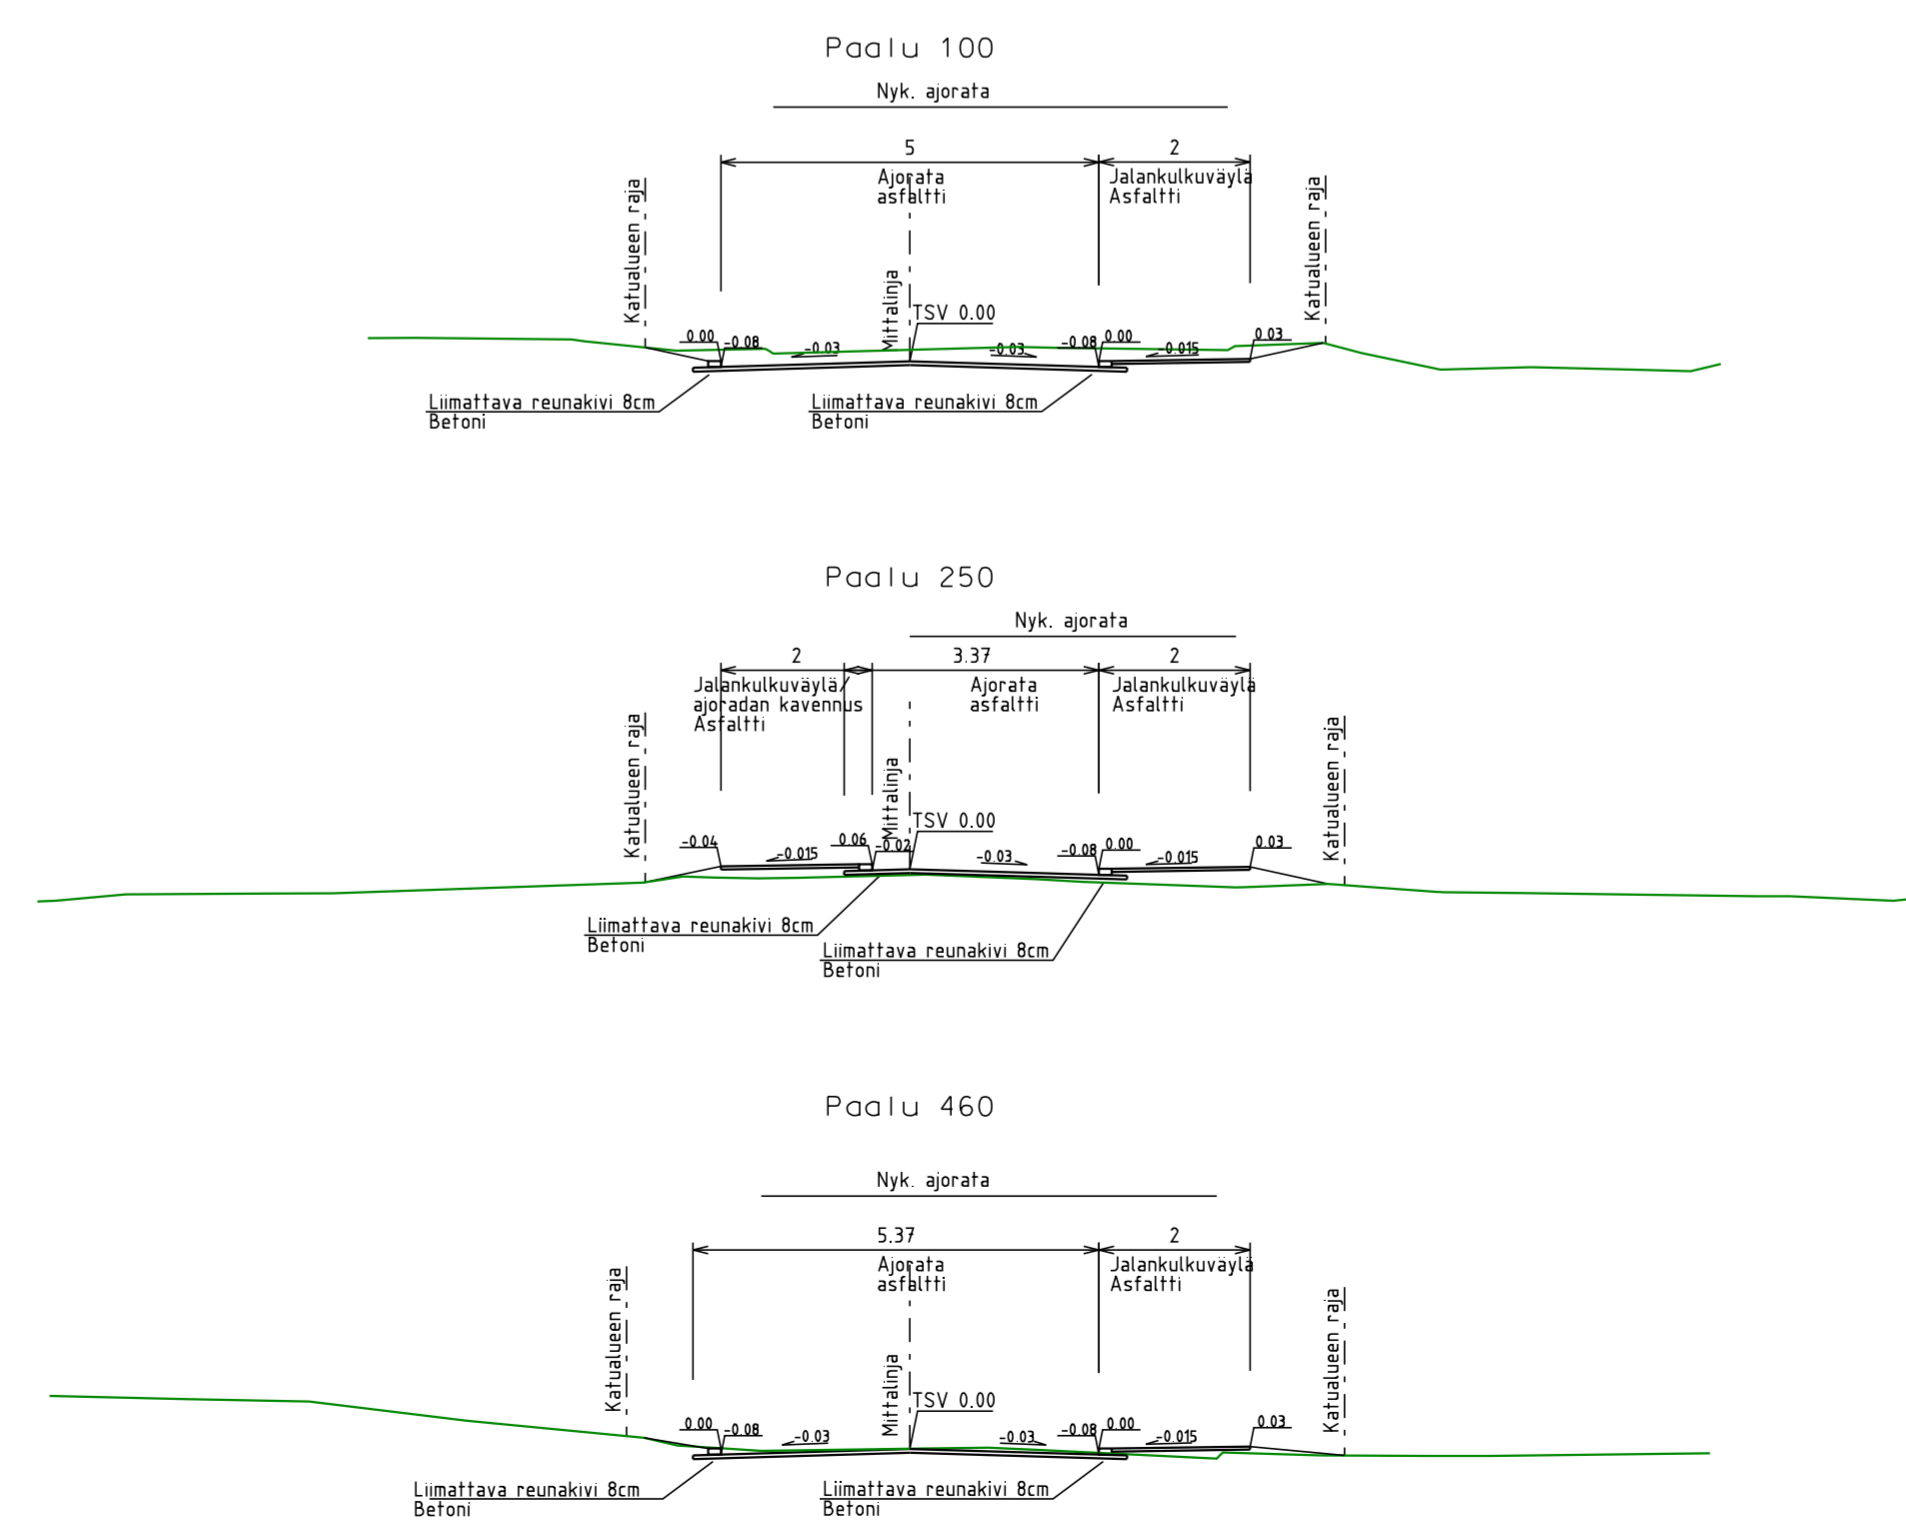 Paalu 100
Nyk. ajorata
5
2
Ajorata
asfaltti
Jalankulkuväylä
Asfaltti
Katualueen raja
Mittalinja
Katualueen raja
TSV 0.00
0.00
-0.08
-0.03
-0.03
-0.08
0.00
-0.015
0.03
Liimattava reunakivi 8cm
Betoni
Liimattava reunakivi 8cm
Betoni
Paalu 250
Nyk. ajorata
2
3.37
2
Jalankulkuväylä/
ajoradan kavennus
Asfaltti
Ajorata
asfaltti
Jalankulkuväylä
Asfaltti
Katualueen raja
Mittalinja
Katualueen raja
TSV 0.00
-0.04
-0.015
0.06
-0.02
-0.03
-0.08
0.00
-0.015
0.03
Liimattava reunakivi 8cm
Betoni
Liimattava reunakivi 8cm
Betoni
Paalu 460
Nyk. ajorata
5.37
2
Ajorata
asfaltti
Jalankulkuväylä
Asfaltti
Katualueen raja
Mittalinja
Katualueen raja
TSV 0.00
0.00
-0.08
-0.03
-0.03
-0.08
0.00
-0.015
0.03
Liimattava reunakivi 8cm
Betoni
Liimattava reunakivi 8cm
Betoni